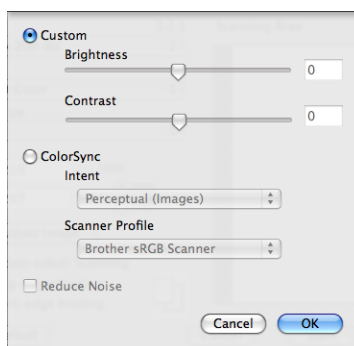 Custom
Brightness
0
Contrast
0
ColorSync
Intent
Perceptual (Images)
Scanner Profile
Brother sRGB Scanner
Reduce Noise
Cancel OK